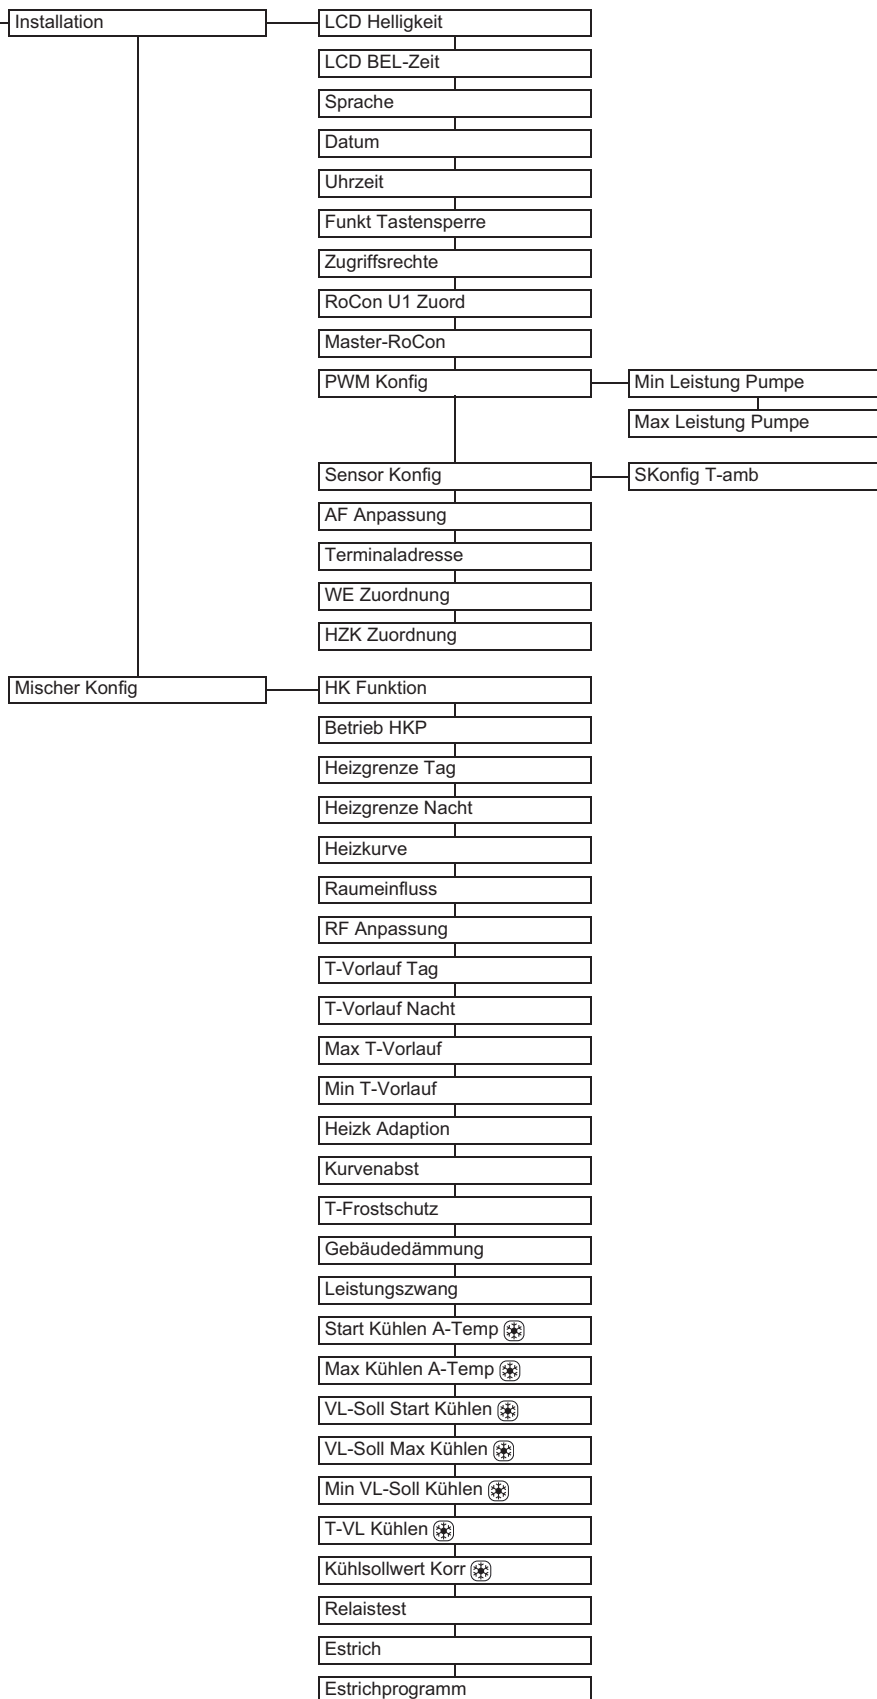 Installation
LCD Helligkeit
LCD BEL-Zeit
Sprache
Datum
Uhrzeit
Funkt Tastensperre
Zugriffsrechte
RoCon U1 Zuord
Master-RoCon
PWM Konfig
Min Leistung Pumpe
Max Leistung Pumpe
Sensor Konfig
SKonfig T-amb
AF Anpassung
Terminaladresse
WE Zuordnung
HZK Zuordnung
Mischer Konfig
HK Funktion
Betrieb HKP
Heizgrenze Tag
Heizgrenze Nacht
Heizkurve
Raumeinfluss
RF Anpassung
T-Vorlauf Tag
T-Vorlauf Nacht
Max T-Vorlauf
Min T-Vorlauf
Heizk Adaption
Kurvenabst
T-Frostschutz
Gebäudedämmung
Leistungszwang
Start Kühlen A-Temp
Max Kühlen A-Temp
VL-Soll Start Kühlen
VL-Soll Max Kühlen
Min VL-Soll Kühlen
T-VL Kühlen
Kühlsollwert Korr
Relaistest
Estrich
Estrichprogramm